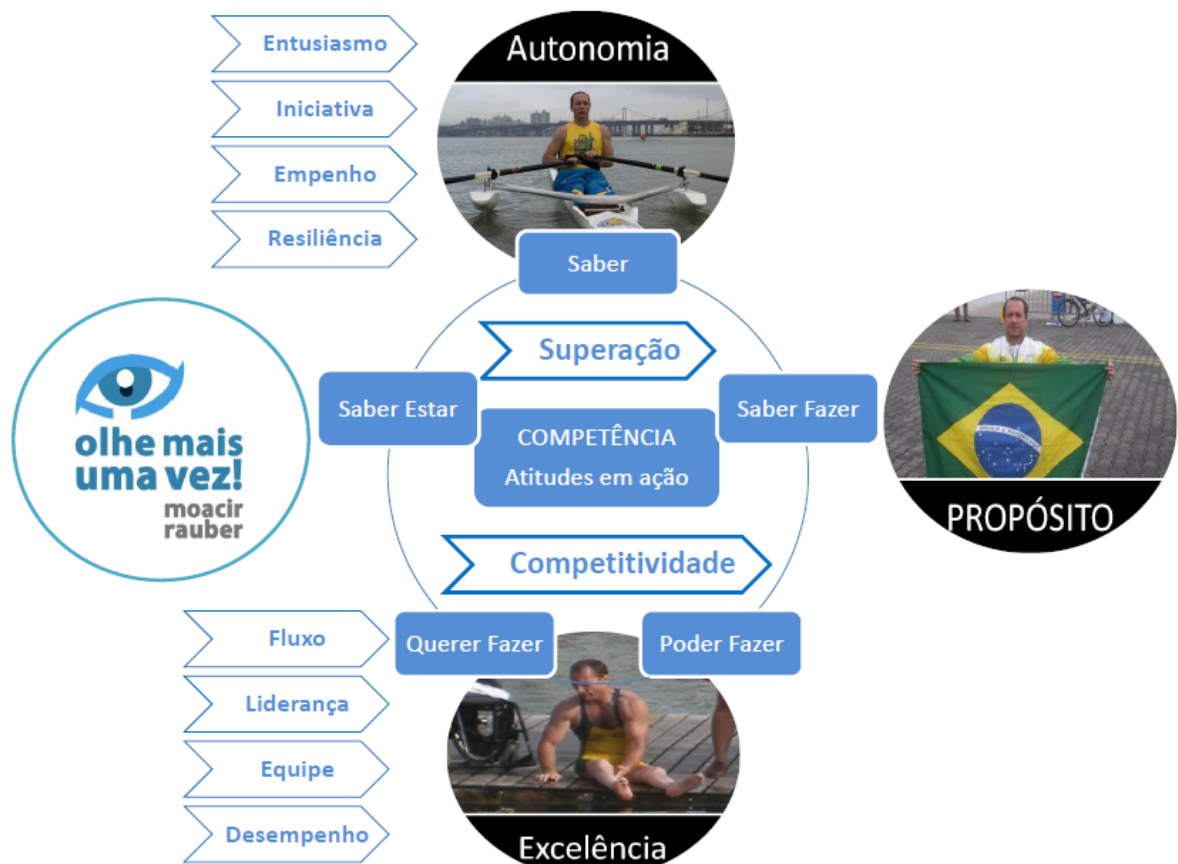 Entusiasmo
Iniciativa
Empenho
Resiliência
Autonomia
Saber
Superação
Saber Estar
Saber Fazer
COMPETÊNCIA
Atitudes em ação
olhe mais
uma vez!
moacir
rauber
PROPÓSITO
Competitividade
Querer Fazer
Poder Fazer
Fluxo
Liderança
Equipe
Desempenho
Excelência